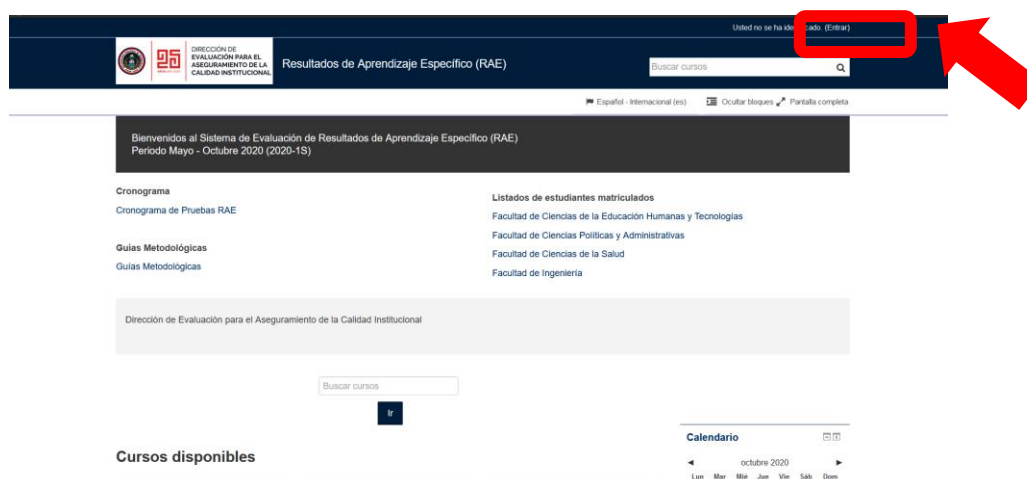 Usted no se ha identificado. (Entrar)
25
DIRECCIÓN DE
EVALUACIÓN PARA EL
ASEGURAMIENTO DE LA
CALIDAD INSTITUCIONAL
Resultados de Aprendizaje Específico (RAE)
Buscar cursos
Español - Internacional (es) Ocultar bloques Pantalla completa
Bienvenidos al Sistema de Evaluación de Resultados de Aprendizaje Específico (RAE)
Periodo Mayo - Octubre 2020 (2020-1S)
Cronograma
Cronograma de Pruebas RAE
Guias Metodológicas
Guías Metodológicas
Listados de estudiantes matriculados
Facultad de Ciencias de la Educación Humanas y Tecnologías
Facultad de Ciencias Políticas y Administrativas
Facultad de Ciencias de la Salud
Facultad de Ingeniería
Dirección de Evaluación para el Aseguramiento de la Calidad Institucional
Buscar cursos
Ir
Cursos disponibles
Calendario
octubre 2020
Lun Mar Mié Jue Vie Sáb Dom